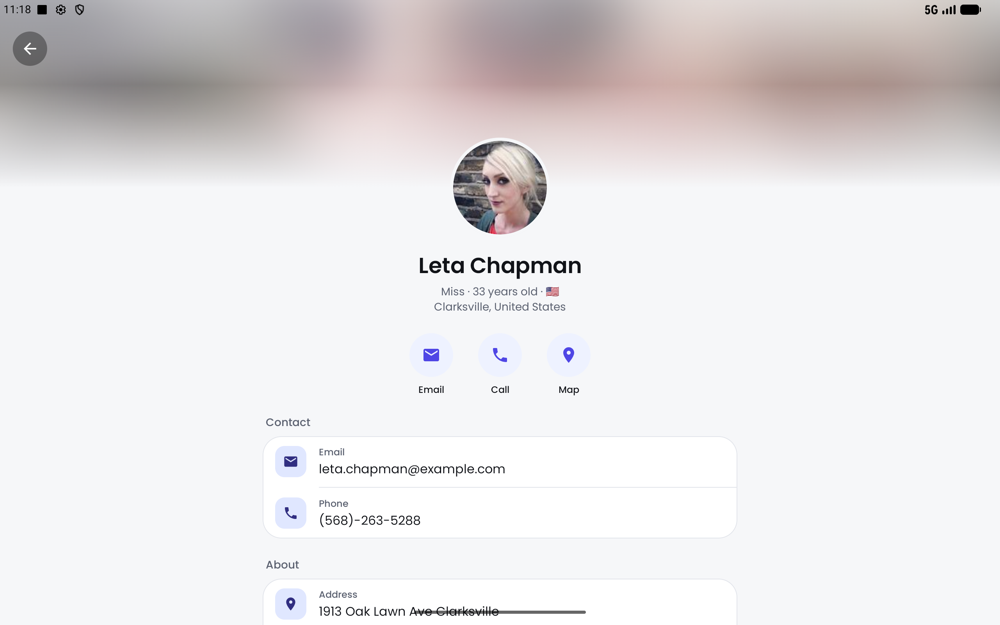 11:18
5G
Leta Chapman
Miss · 33 years old · 🇺🇸
Clarksville, United States
Email
Call
Map
Contact
Email
leta.chapman@example.com
Phone
(568)-263-5288
About
Address
1913 Oak Lawn Ave Clarksville